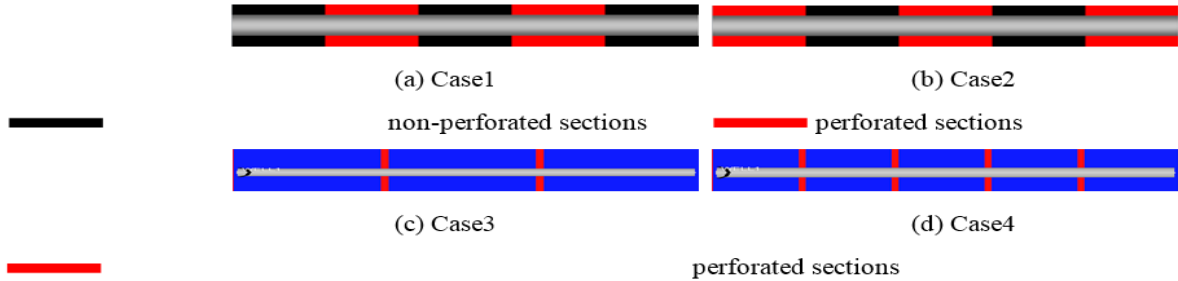 (a) Case1
(b) Case2
non-perforated sections
perforated sections
(c) Case3
(d) Case4
perforated sections